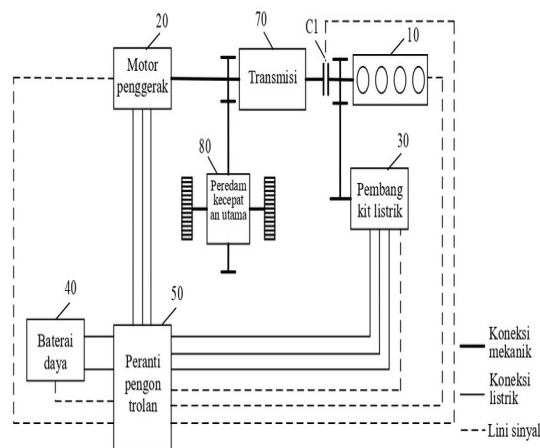 20
70
C1
10
Motor
penggerak
Transmisi
80
30
Peredam
kecepat
an utama
Pembang
kit listrik
40
50
Baterai
daya
Peranti
pengon
trolan
Koneksi
mekanik
Koneksi
listrik
Lini sinyal